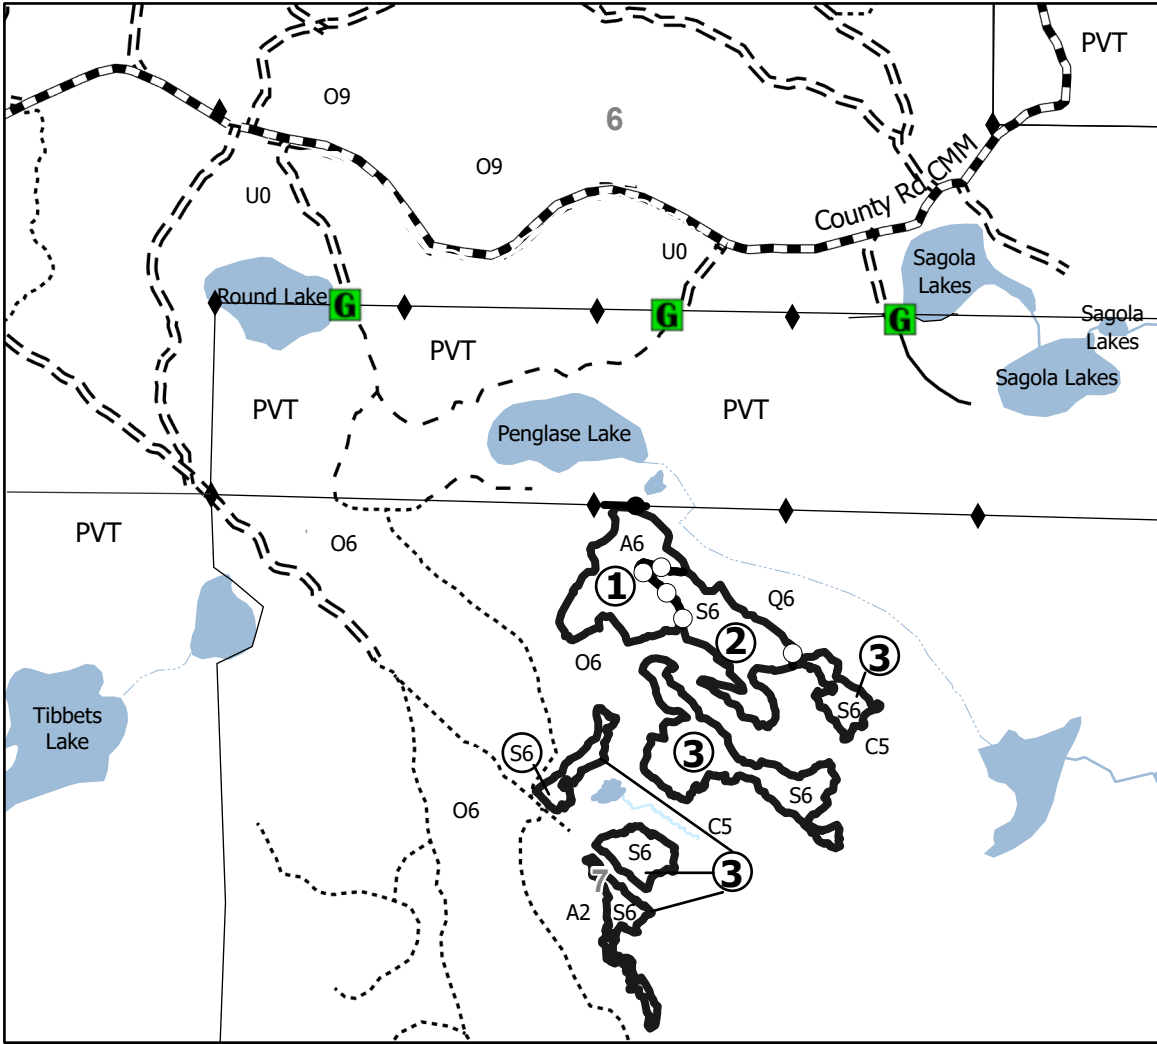 PVT
O9
6
O9
County Rd CMM
U0
U0
Sagola
Lakes
Round Lake
G
G
G
Sagola
Lakes
PVT
Sagola Lakes
PVT
PVT
Penglase Lake
PVT
O6
A6
1
S6
Q6
2
3
O6
S6
Tibbets
Lake
C5
S6
3
S6
O6
C5
S6
3
7
A2
S6